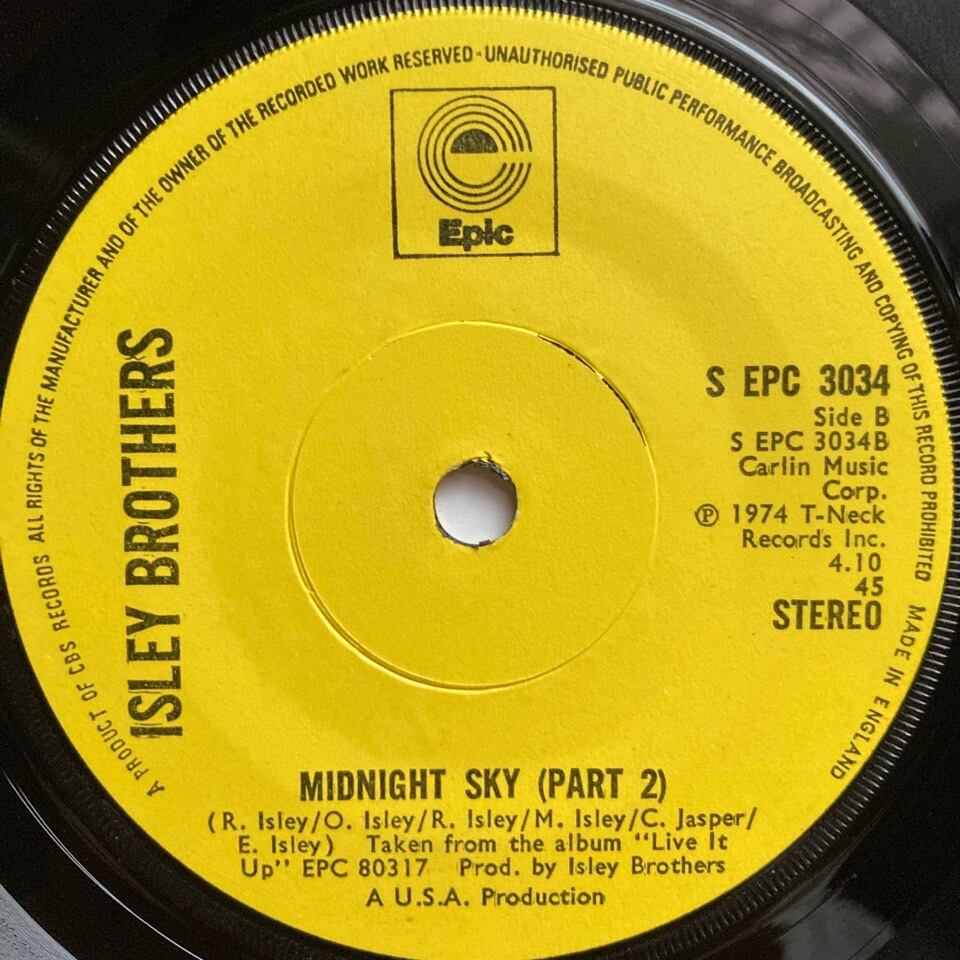 A PRODUCT OF CBS RECORDS ALL RIGHTS OF THE MANUFACTURER AND OF THE OWNER OF THE RECORDED WORK RESERVED · UNAUTHORISED PUBLIC PERFORMANCE BROADCASTING AND COPYING OF THIS RECORD PROHIBITED MADE IN ENGLAND
Epic
ISLEY BROTHERS
S EPC 3034
Side B
S EPC 3034B
Carlin Music
Corp.
℗ 1974 T-Neck
Records Inc.
4.10
45
STEREO
MIDNIGHT SKY (PART 2)
(R. Isley/O. Isley/R. Isley/M. Isley/C. Jasper/
E. Isley) Taken from the album "Live It
Up" EPC 80317 Prod. by Isley Brothers
A U.S.A. Production